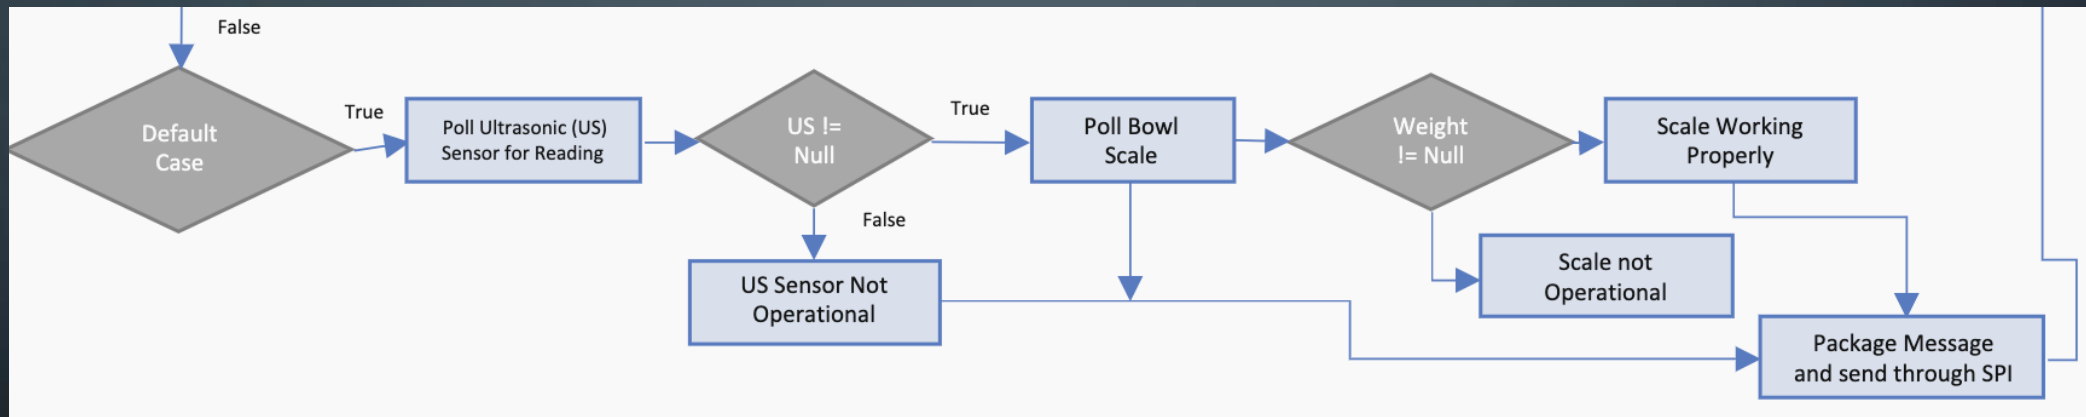 False
Default
Case
True
Poll Ultrasonic (US)
Sensor for Reading
US !=
Null
True
Poll Bowl
Scale
Weight
!= Null
Scale Working
Properly
False
US Sensor Not
Operational
Scale not
Operational
Package Message
and send through SPI